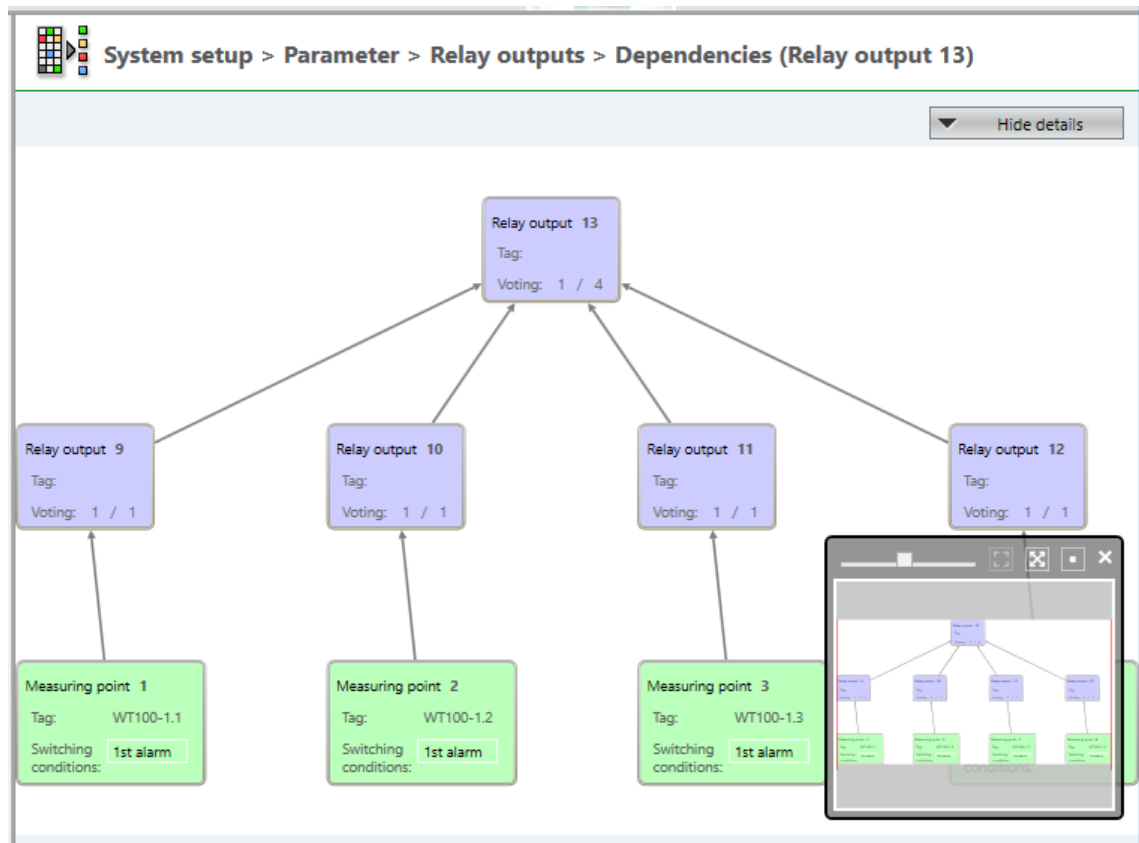 System setup > Parameter > Relay outputs > Dependencies (Relay output 13)
Hide details
Relay output 13
Tag:
Voting: 1 / 4
Relay output 9
Tag:
Voting: 1 / 1
Relay output 10
Tag:
Voting: 1 / 1
Relay output 11
Tag:
Voting: 1 / 1
Relay output 12
Tag:
Voting: 1 / 1
Measuring point 1
Tag: WT100-1.1
Switching conditions: 1st alarm
Measuring point 2
Tag: WT100-1.2
Switching conditions: 1st alarm
Measuring point 3
Tag: WT100-1.3
Switching conditions: 1st alarm
conditions: